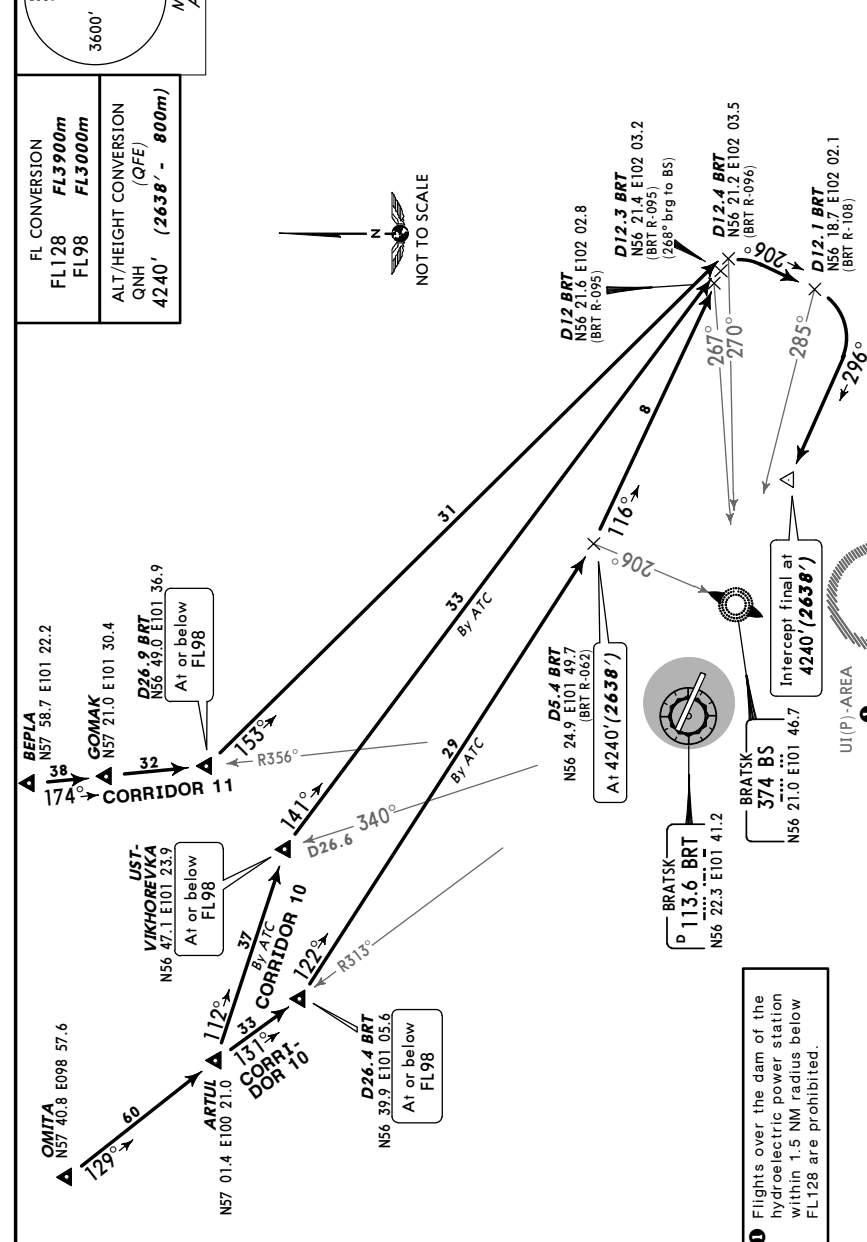 3600'
FL CONVERSION
FL128 FL3900m
FL98 FL3000m
ALT/HEIGHT CONVERSION
QNH (QFE)
4240' (2638' - 800m)
N
NOT TO SCALE
BEPLA
N57 58.7 E101 22.2
38
174°
GOMAK
N57 21.0 E101 30.4
32
CORRIDOR 11
D26.9 BRT
N56 49.0 E101 36.9
At or below
FL98
153°
R356°
31
UST-
VIKHOREVKA
N56 47.1 E101 23.9
At or below
FL98
141°
D26.6 340°
33
By ATC
OMITA
N57 40.8 E098 57.6
129°
60
ARTUL
N57 01.4 E100 21.0
112°
37
By ATC
CORRIDOR 10
131°
33
CORRI-
DOR 10
122°
R313°
D26.4 BRT
N56 39.9 E101 05.6
At or below
FL98
29
By ATC
D5.4 BRT
N56 24.9 E101 49.7
(BRT R-062)
At 4240'(2638')
116°
8
206°
D12 BRT
N56 21.6 E102 02.8
(BRT R-095)
D12.3 BRT
N56 21.4 E102 03.2
(BRT R-095)
(268° brg to BS)
D12.4 BRT
N56 21.2 E102 03.5
(BRT R-096)
206°
D12.1 BRT
N56 18.7 E102 02.1
(BRT R-108)
267°
270°
285°
296°
Intercept final at
4240'(2638')
BRATSK
D 113.6 BRT
N56 22.3 E101 41.2
BRATSK
374 BS
N56 21.0 E101 46.7
UI(P)-AREA
1
1 Flights over the dam of the
hydroelectric power station
within 1.5 NM radius below
FL128 are prohibited.